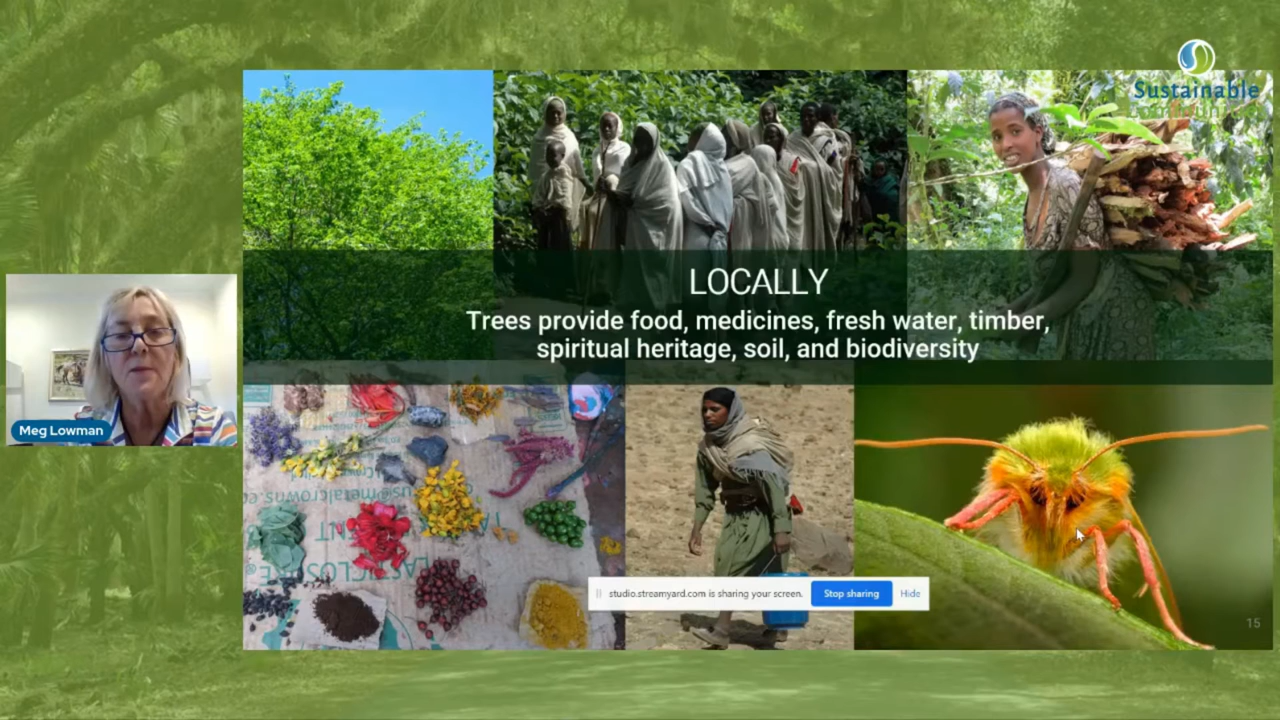 Sustainable
LOCALLY
Trees provide food, medicines, fresh water, timber,
spiritual heritage, soil, and biodiversity
Meg Lowman
studio.streamyard.com is sharing your screen.
Stop sharing
Hide
15